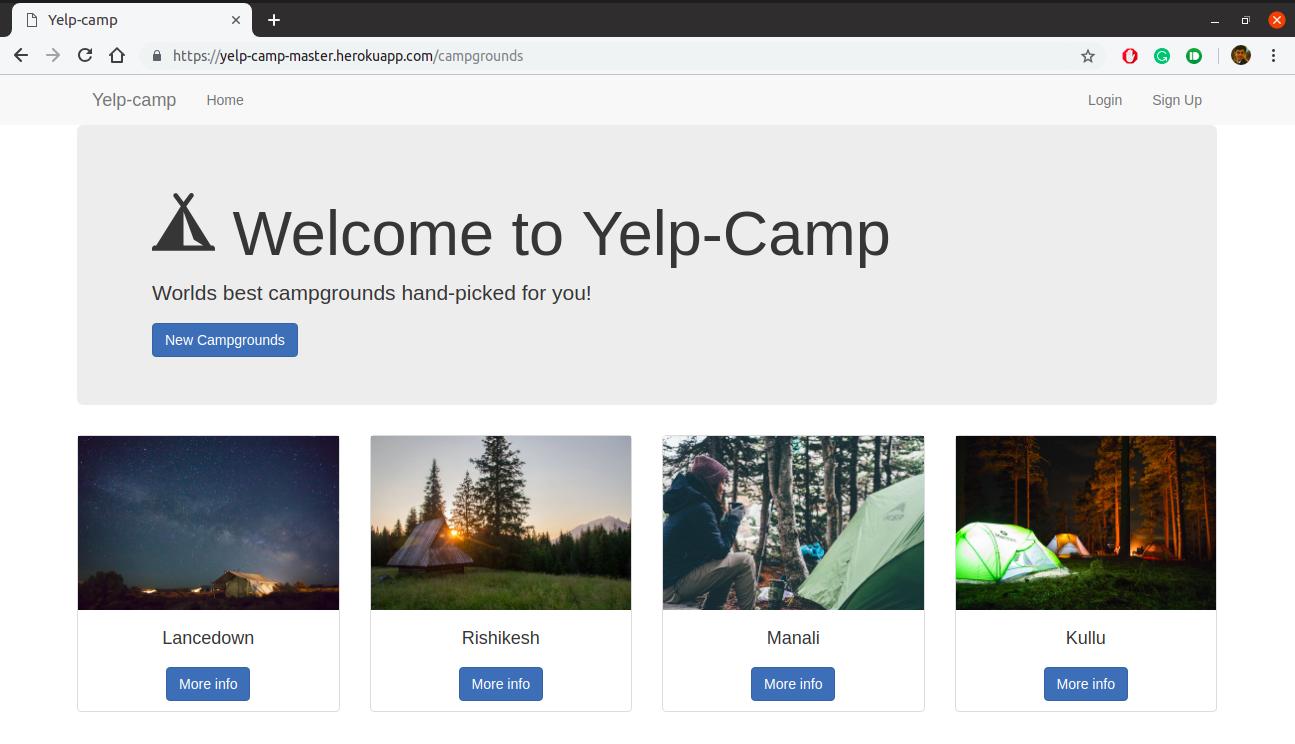 Yelp-camp
https://yelp-camp-master.herokuapp.com/campgrounds
Yelp-camp Home Login Sign Up
Welcome to Yelp-Camp
Worlds best campgrounds hand-picked for you!
New Campgrounds
Lancedown Rishikesh Manali Kullu
More info More info More info More info